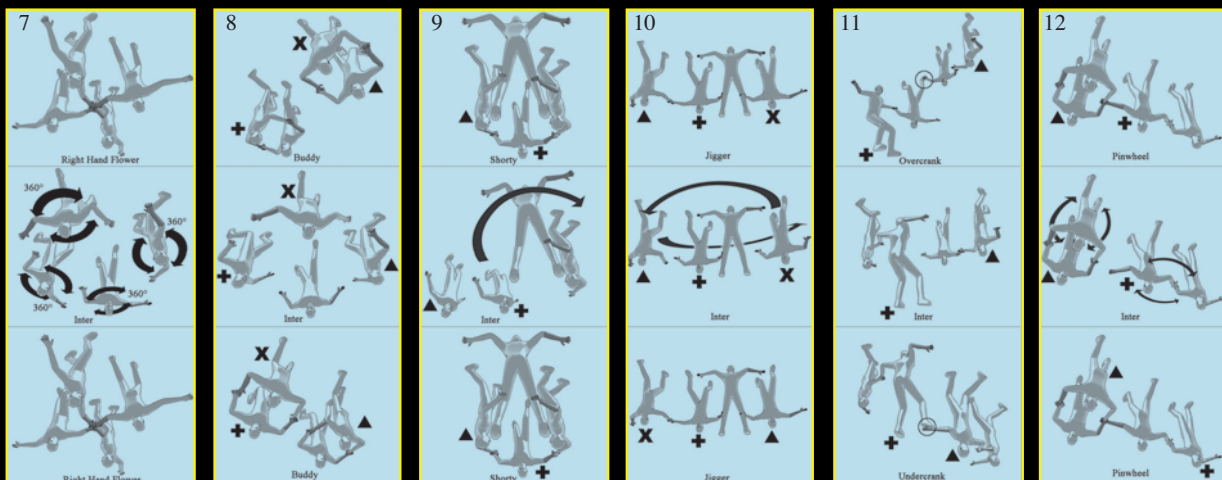 7
Right Hand Flower
360°
360°
360°
360°
Inter
Right Hand Flower
8
X
Buddy
X
Inter
X
Buddy
9
Shorty
Inter
Shorty
10
X
Jigger
X
Inter
X
Jigger
11
Overcrank
Inter
Undercrank
12
Pinwheel
Inter
Pinwheel